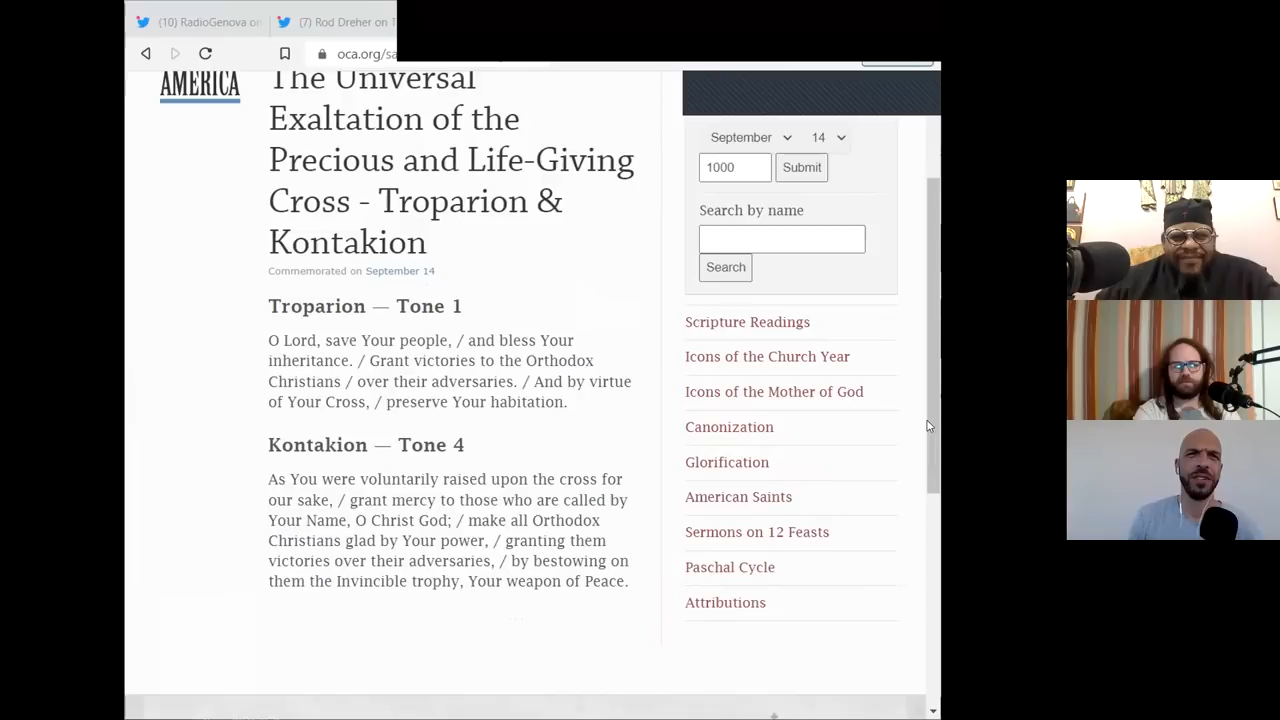 (10) RadioGenova on
(7) Rod Dreher on
oca.org/sa
AMERICA
The Universal
Exaltation of the
Precious and Life-Giving
Cross - Troparion &
Kontakion
Commemorated on September 14
Troparion — Tone 1
O Lord, save Your people, / and bless Your
inheritance. / Grant victories to the Orthodox
Christians / over their adversaries. / And by virtue
of Your Cross, / preserve Your habitation.
Kontakion — Tone 4
As You were voluntarily raised upon the cross for
our sake, / grant mercy to those who are called by
Your Name, O Christ God; / make all Orthodox
Christians glad by Your power, / granting them
victories over their adversaries, / by bestowing on
them the Invincible trophy, Your weapon of Peace.
September 14
1000 Submit
Search by name
Search
Scripture Readings
Icons of the Church Year
Icons of the Mother of God
Canonization
Glorification
American Saints
Sermons on 12 Feasts
Paschal Cycle
Attributions